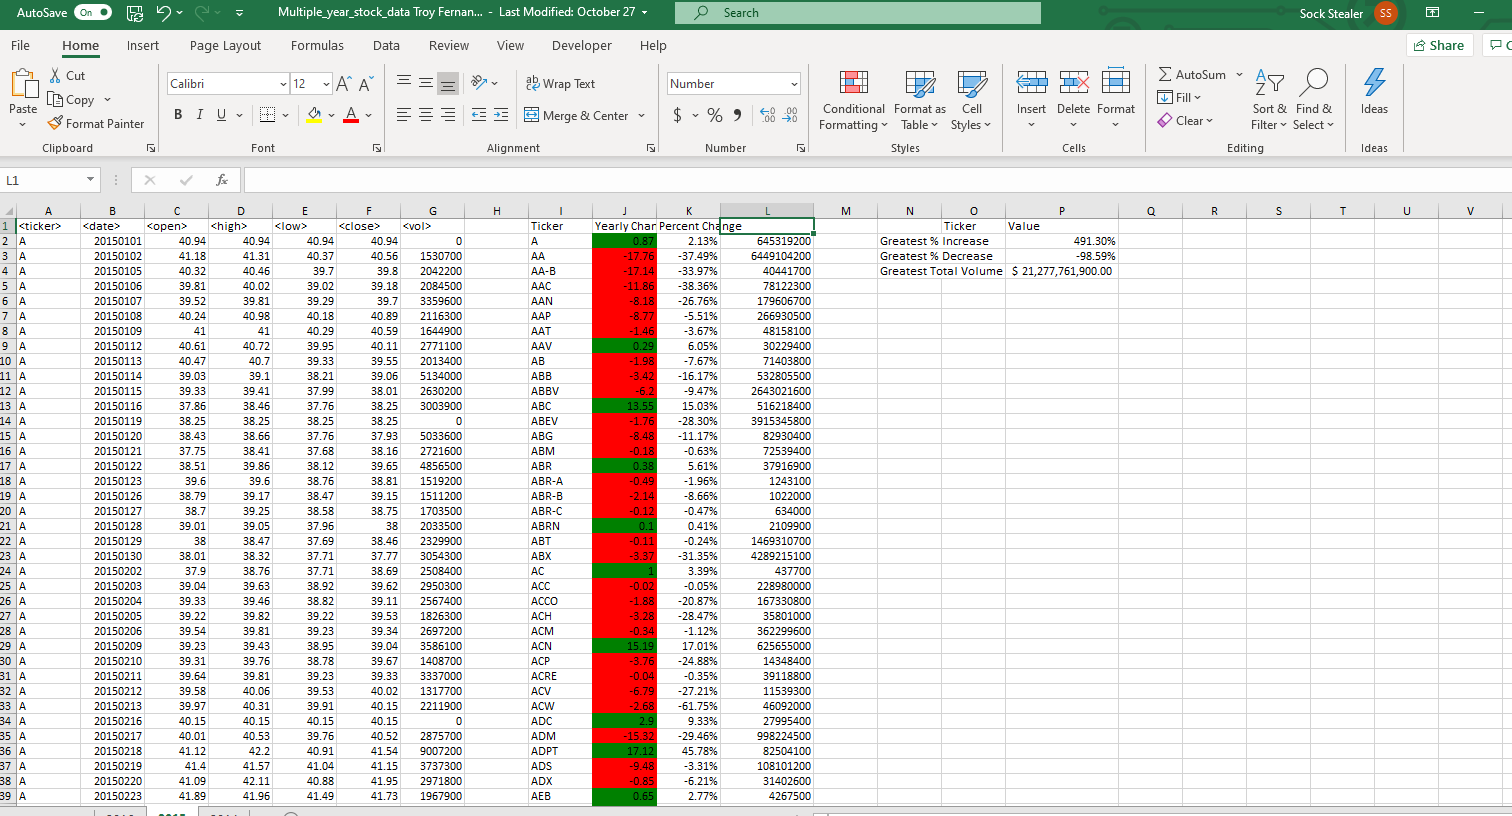 AutoSave On Multiple_year_stock_data Troy Fernan... - Last Modified: October 27 Search Sock Stealer SS
File Home Insert Page Layout Formulas Data Review View Developer Help Share
Cut Calibri 12 Wrap Text Number AutoSum
Paste Copy Conditional Formatting Format as Table Cell Styles Insert Delete Format Fill Sort & Filter Find & Select Ideas
Format Painter B I U Merge & Center $ % Clear
Clipboard Font Alignment Number Styles Cells Editing Ideas
L1 fx
A B C D E F G H I J K L M N O P Q R S T U V
1 <ticker> <date> <open> <high> <low> <close> <vol> Ticker Yearly Chan Percent Change Ticker Value
2 A 20150101 40.94 40.94 40.94 40.94 0 A 0.87 2.13% 645319200 Greatest % Increase 491.30%
3 A 20150102 41.18 41.31 40.37 40.56 1530700 AA -17.76 -37.49% 6449104200 Greatest % Decrease -98.59%
4 A 20150105 40.32 40.46 39.7 39.8 2042200 AA-B -17.14 -33.97% 40441700 Greatest Total Volume $ 21,277,761,900.00
5 A 20150106 39.81 40.02 39.02 39.18 2084500 AAC -11.86 -38.36% 78122300
6 A 20150107 39.52 39.81 39.29 39.7 3359600 AAN -8.18 -26.76% 179606700
7 A 20150108 40.24 40.98 40.18 40.89 2116300 AAP -8.77 -5.51% 266930500
8 A 20150109 41 41 40.29 40.59 1644900 AAT -1.46 -3.67% 48158100
9 A 20150112 40.61 40.72 39.95 40.11 2771100 AAV 0.29 6.05% 30229400
10 A 20150113 40.47 40.7 39.33 39.55 2013400 AB -1.98 -7.67% 71403800
11 A 20150114 39.03 39.1 38.21 39.06 5134000 ABB -3.42 -16.17% 532805500
12 A 20150115 39.33 39.41 37.99 38.01 2630200 ABBV -6.2 -9.47% 2643021600
13 A 20150116 37.86 38.46 37.76 38.25 3003900 ABC 13.55 15.03% 516218400
14 A 20150119 38.25 38.25 38.25 38.25 0 ABEV -1.76 -28.30% 3915345800
15 A 20150120 38.43 38.66 37.76 37.93 5033600 ABG -8.48 -11.17% 82930400
16 A 20150121 37.75 38.41 37.68 38.16 2721600 ABM -0.18 -0.63% 72539400
17 A 20150122 38.51 39.86 38.12 39.65 4856500 ABR 0.38 5.61% 37916900
18 A 20150123 39.6 39.6 38.76 38.81 1519200 ABR-A -0.49 -1.96% 1243100
19 A 20150126 38.79 39.17 38.47 39.15 1511200 ABR-B -2.14 -8.66% 1022000
20 A 20150127 38.7 39.25 38.58 38.75 1703500 ABR-C -0.12 -0.47% 634000
21 A 20150128 39.01 39.05 37.96 38 2033500 ABRN 0.1 0.41% 2109900
22 A 20150129 38 38.47 37.69 38.46 2329900 ABT -0.11 -0.24% 1469310700
23 A 20150130 38.01 38.32 37.71 37.77 3054300 ABX -3.37 -31.35% 4289215100
24 A 20150202 37.9 38.76 37.71 38.69 2508400 AC 1 3.39% 437700
25 A 20150203 39.04 39.63 38.92 39.62 2950300 ACC -0.02 -0.05% 228980000
26 A 20150204 39.33 39.46 38.82 39.11 2567400 ACCO -1.88 -20.87% 167330800
27 A 20150205 39.22 39.82 39.22 39.53 1826300 ACH -3.28 -28.47% 35801000
28 A 20150206 39.54 39.81 39.23 39.34 2697200 ACM -0.34 -1.12% 362299600
29 A 20150209 39.23 39.43 38.95 39.04 3586100 ACN 15.19 17.01% 625655000
30 A 20150210 39.31 39.76 38.78 39.67 1408700 ACP -3.76 -24.88% 14348400
31 A 20150211 39.64 39.81 39.23 39.33 3337000 ACRE -0.04 -0.35% 39118800
32 A 20150212 39.58 40.06 39.53 40.02 1317700 ACV -6.79 -27.21% 11539300
33 A 20150213 39.97 40.31 39.91 40.15 2211900 ACW -2.68 -61.75% 46092000
34 A 20150216 40.15 40.15 40.15 40.15 0 ADC 2.9 9.33% 27995400
35 A 20150217 40.01 40.53 39.76 40.52 2875700 ADM -15.32 -29.46% 998224500
36 A 20150218 41.12 42.2 40.91 41.54 9007200 ADPT 17.12 45.78% 82504100
37 A 20150219 41.4 41.57 41.04 41.15 3737300 ADS -9.48 -3.31% 108101200
38 A 20150220 41.09 42.11 40.88 41.95 2971800 ADX -0.85 -6.21% 31402600
39 A 20150223 41.89 41.96 41.49 41.73 1967900 AEB 0.65 2.77% 4267500